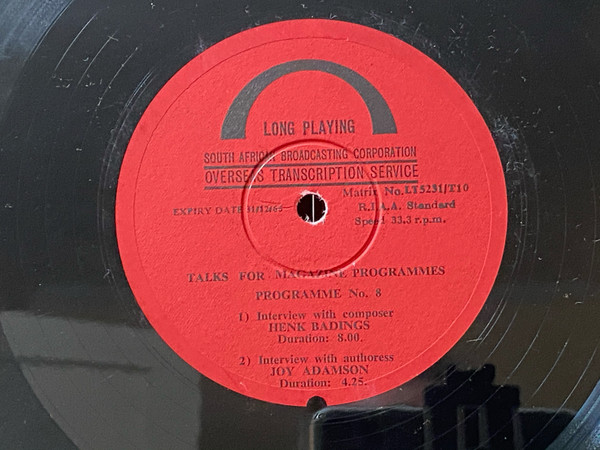 LONG PLAYING
SOUTH AFRICAN BROADCASTING CORPORATION
OVERSEAS TRANSCRIPTION SERVICE
Matrix No.LT5231/T10
EXPIRY DATE R.I.A.A. Standard
Speed 33.3 r.p.m.
TALKS FOR MAGAZINE PROGRAMMES
PROGRAMME No. 8
1) Interview with composer
HENK BADINGS
Duration: 8.00.
2) Interview with authoress
JOY ADAMSON
Duration: 4.25.